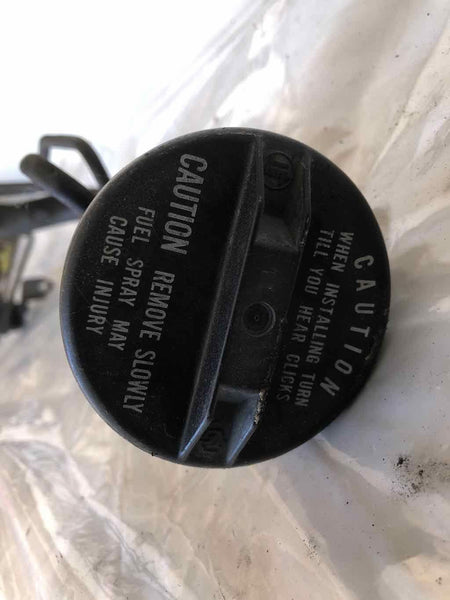 CAUTION
REMOVE SLOWLY
FUEL SPRAY MAY
CAUSE INJURY
CAUTION
WHEN INSTALLING TURN
TILL YOU HEAR CLICKS